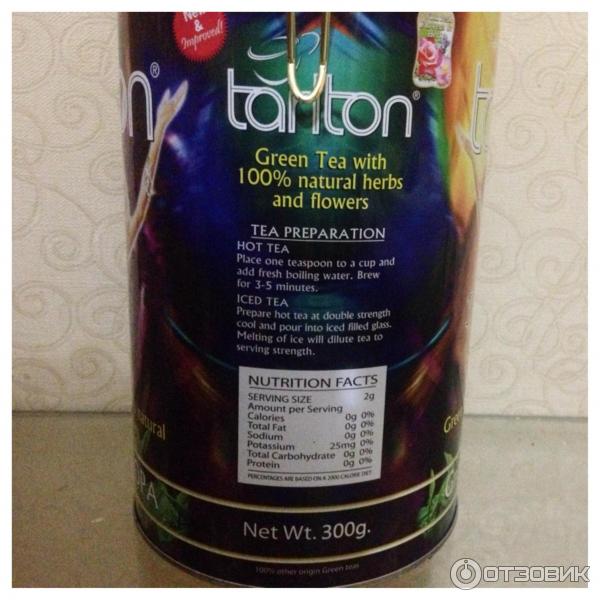 New
&
Improved!
tarlton®
on®
Green Tea with
100% natural herbs
and flowers
TEA PREPARATION
HOT TEA
Place one teaspoon to a cup and
add fresh boiling water. Brew
for 3-5 minutes.
ICED TEA
Prepare hot tea at double strength
cool and pour into iced filled glass.
Melting of ice will dilute tea to
serving strength.
NUTRITION FACTS
SERVING SIZE 2g
Amount per Serving
Calories 0g 0%
Total Fat 0g 0%
Sodium 0g 0%
Potassium 25mg 0%
Total Carbohydrate 0g 0%
Protein 0g 0%
PERCENTAGES ARE BASED ON A 2000 CALORIE DIET
natural
Green
SPA
G
Net Wt. 300g.
100% other origin Green teas
ОТЗОВИК